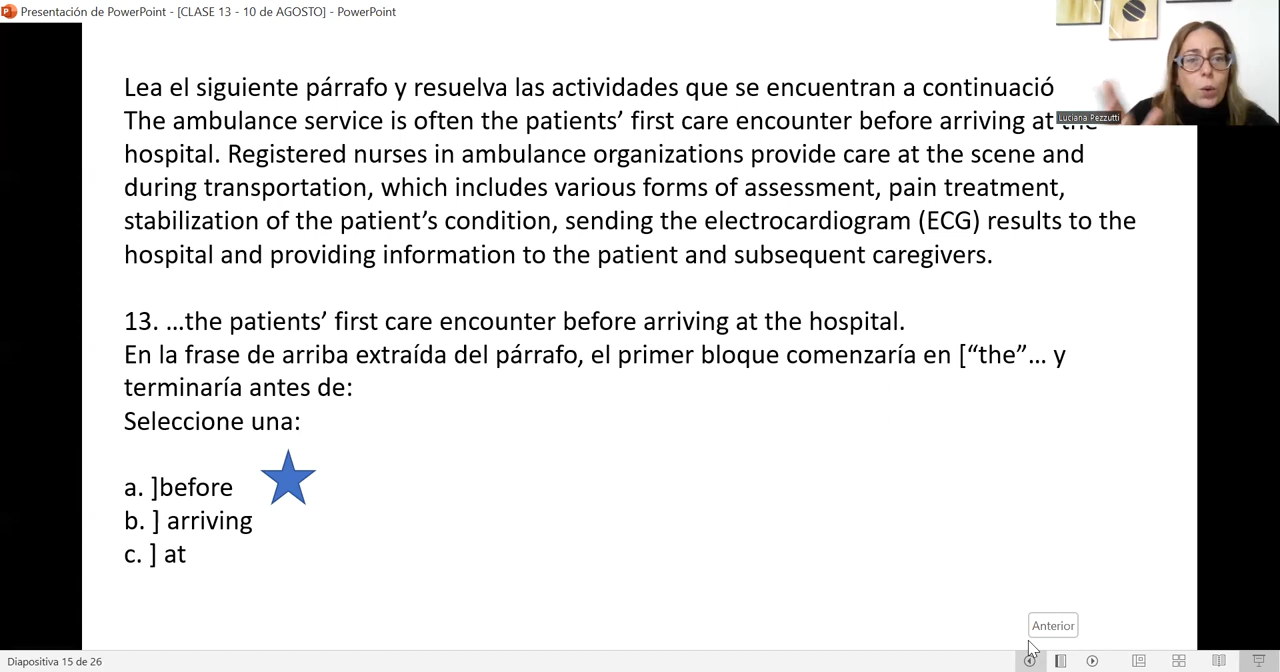 Presentación de PowerPoint - [CLASE 13 - 10 de AGOSTO] - PowerPoint
Lea el siguiente párrafo y resuelva las actividades que se encuentran a continuació
The ambulance service is often the patients’ first care encounter before arriving at the
Luciana Pezzutti
hospital. Registered nurses in ambulance organizations provide care at the scene and
during transportation, which includes various forms of assessment, pain treatment,
stabilization of the patient’s condition, sending the electrocardiogram (ECG) results to the
hospital and providing information to the patient and subsequent caregivers.
13. …the patients’ first care encounter before arriving at the hospital.
En la frase de arriba extraída del párrafo, el primer bloque comenzaría en [“the”… y
terminaría antes de:
Seleccione una:
a. ]before
b. ] arriving
c. ] at
Anterior
Diapositiva 15 de 26